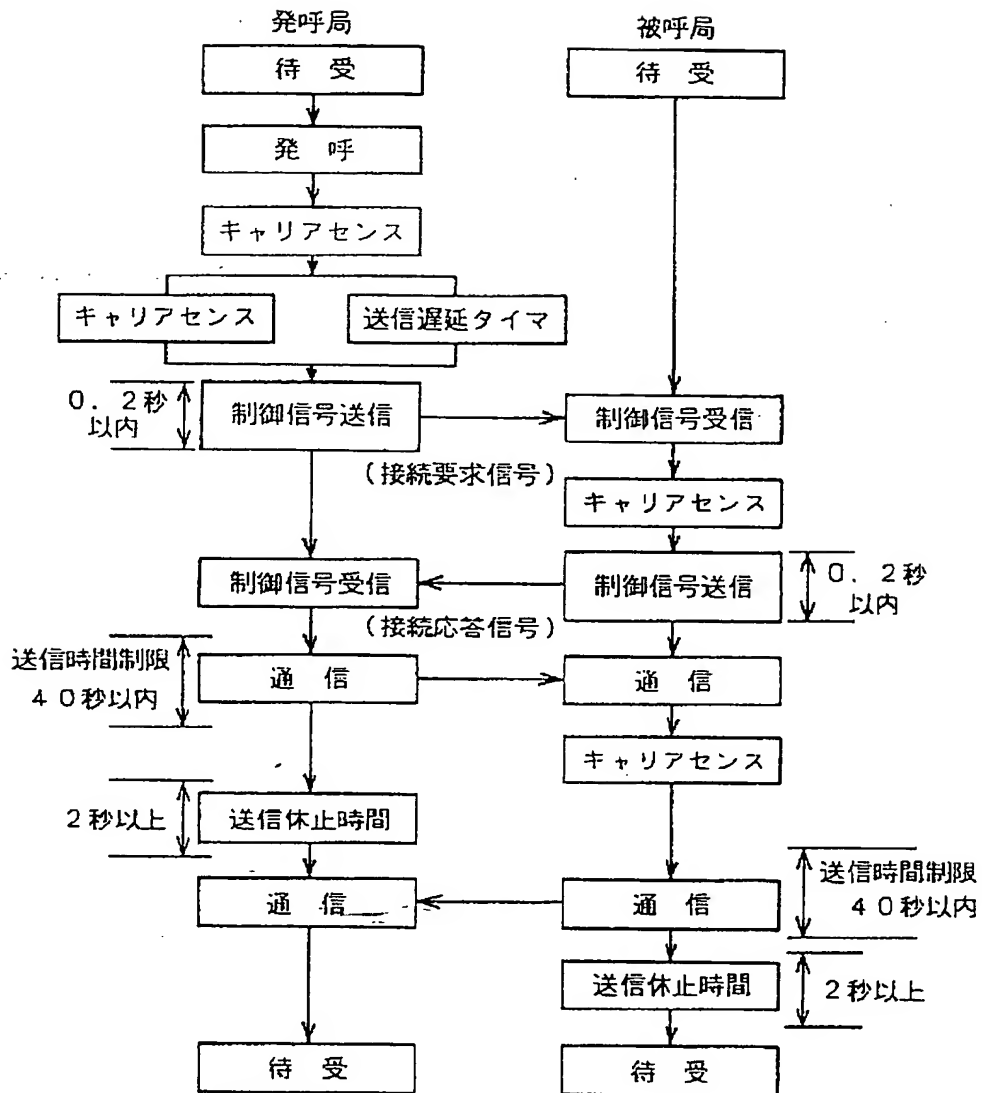 発呼局
被呼局
待 受
待 受
発 呼
キャリアセンス
キャリアセンス
送信遅延タイマ
0.2秒
以内
制御信号送信
制御信号受信
(接続要求信号)
キャリアセンス
制御信号受信
制御信号送信
0.2秒
以内
(接続応答信号)
送信時間制限
40秒以内
通 信
通 信
キャリアセンス
2秒以上
送信休止時間
通 信
通 信
送信時間制限
40秒以内
送信休止時間
2秒以上
待 受
待 受